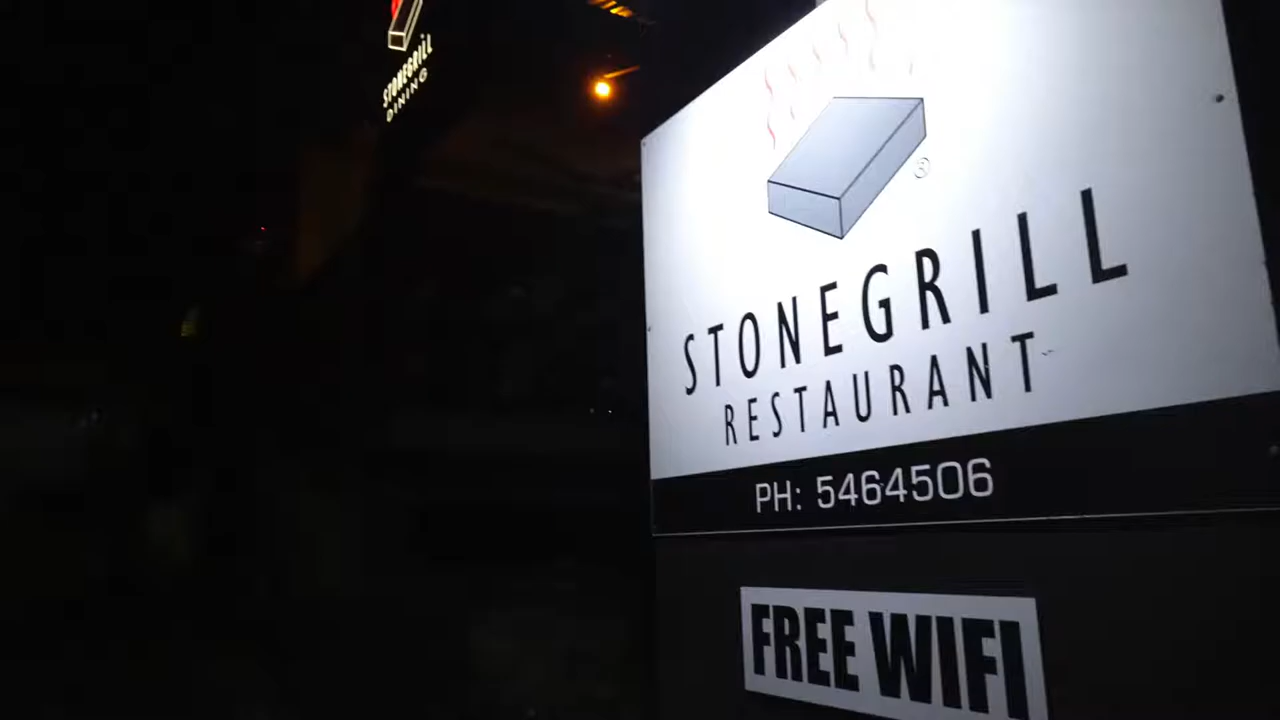 STONEGRILL
DINING
®
STONEGRILL
RESTAURANT
PH: 5464506
FREE WIFI